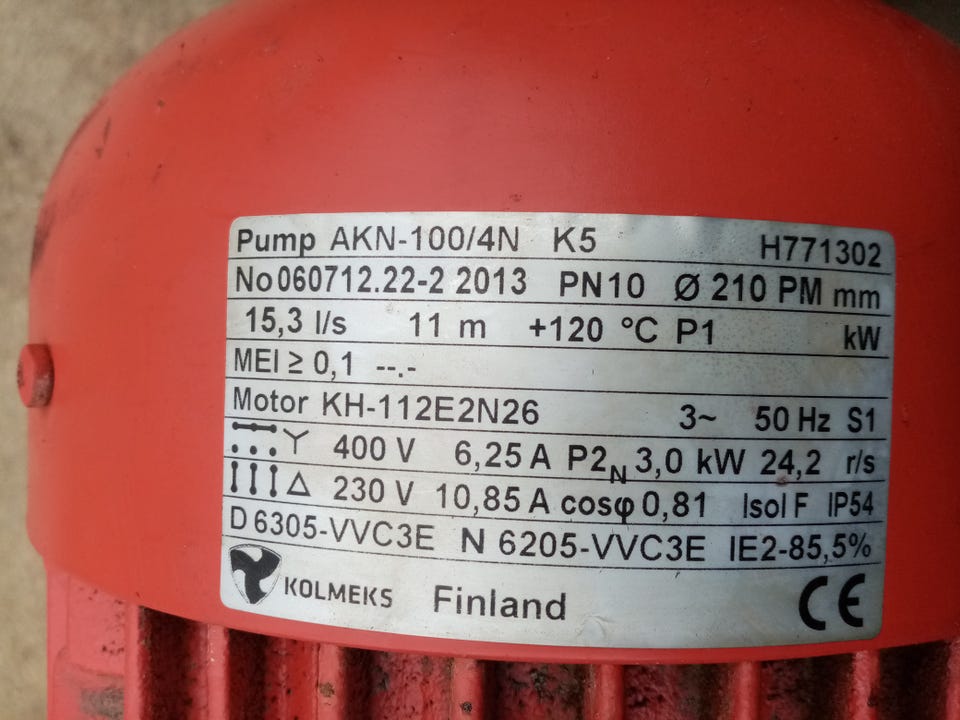 Pump AKN-100/4N K5 H771302
No 060712.22-2 2013 PN10 Ø 210 PM mm
15,3 l/s 11 m +120 °C P1 kW
MEI ≥ 0,1 --.-
Motor KH-112E2N26 3~ 50 Hz S1
Y 400 V 6,25 A P2N 3,0 kW 24,2 r/s
△ 230 V 10,85 A cosφ 0,81 Isol F IP54
D 6305-VVC3E N 6205-VVC3E IE2-85,5%
KOLMEKS Finland CE